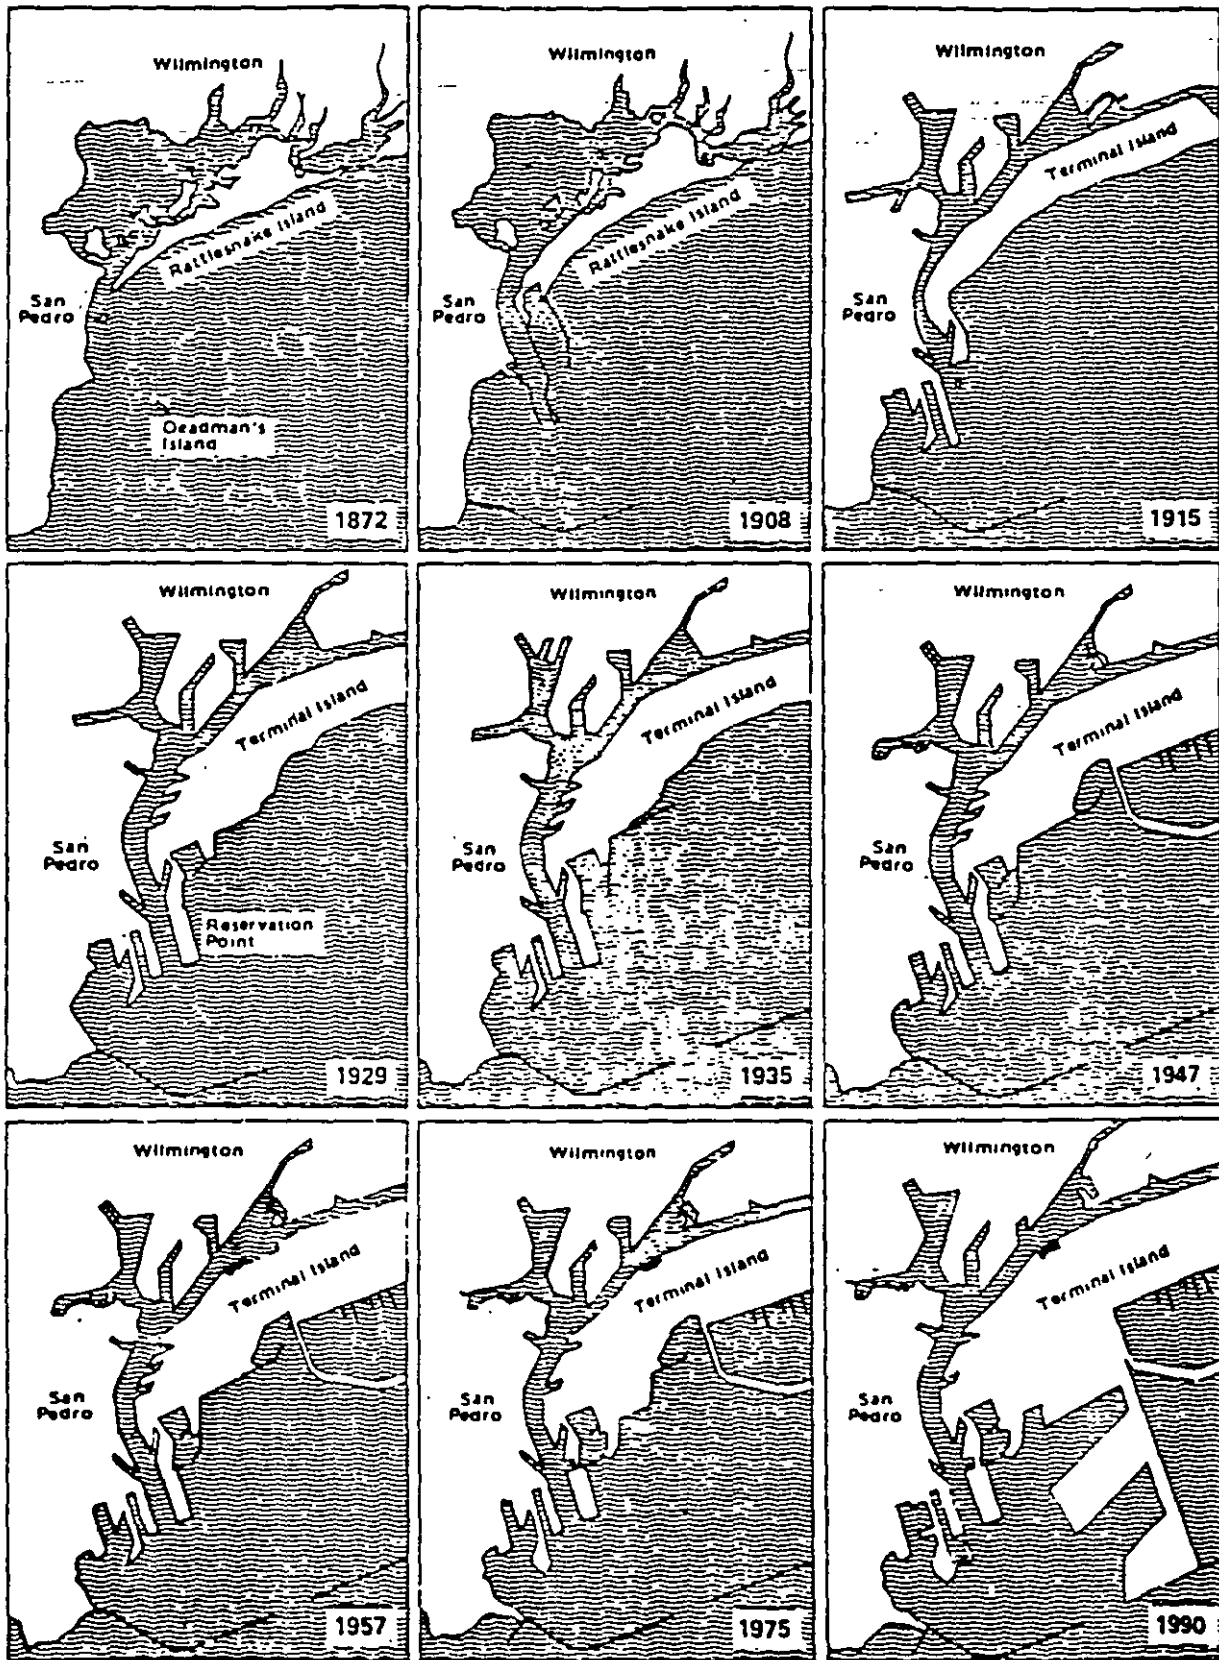 Wilmington
Rattlesnake Island
San
Pedro
Deadman's
Island
1872
Wilmington
Rattlesnake Island
San
Pedro
1908
Wilmington
Terminal Island
San
Pedro
1915
Wilmington
Terminal Island
San
Pedro
Reservation
Point
1929
Wilmington
Terminal Island
San
Pedro
1935
Wilmington
Terminal Island
San
Pedro
1947
Wilmington
Terminal Island
San
Pedro
1957
Wilmington
Terminal Island
San
Pedro
1975
Wilmington
Terminal Island
San
Pedro
1990